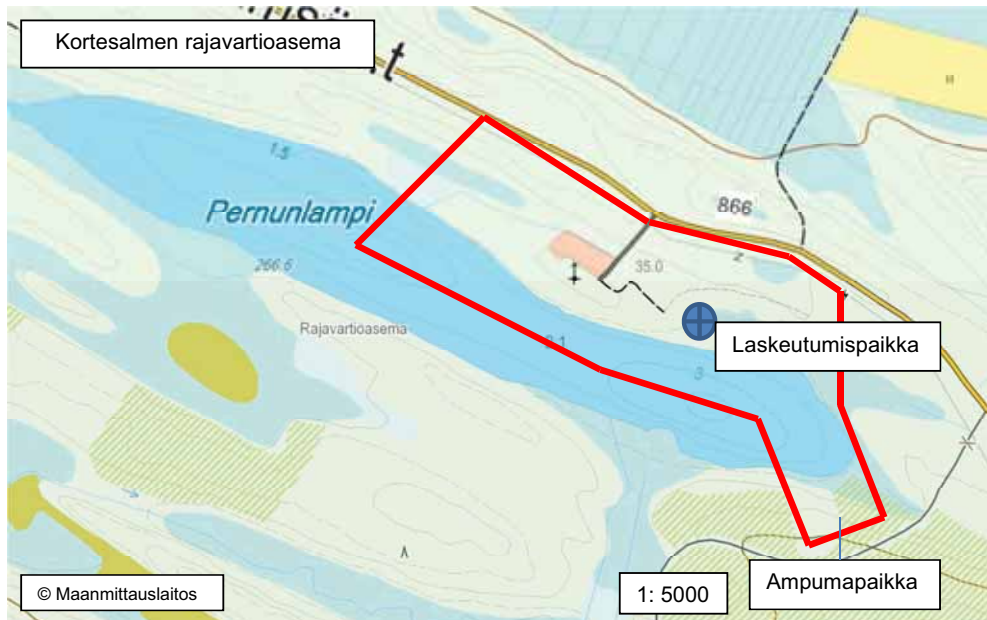 Kortesalmen rajavartioasema
1.5
Pernunlampi
866
266.6
35.0
Rajavartioasema
Laskeutumispaikka
3
Ampumapaikka
1: 5000
© Maanmittauslaitos